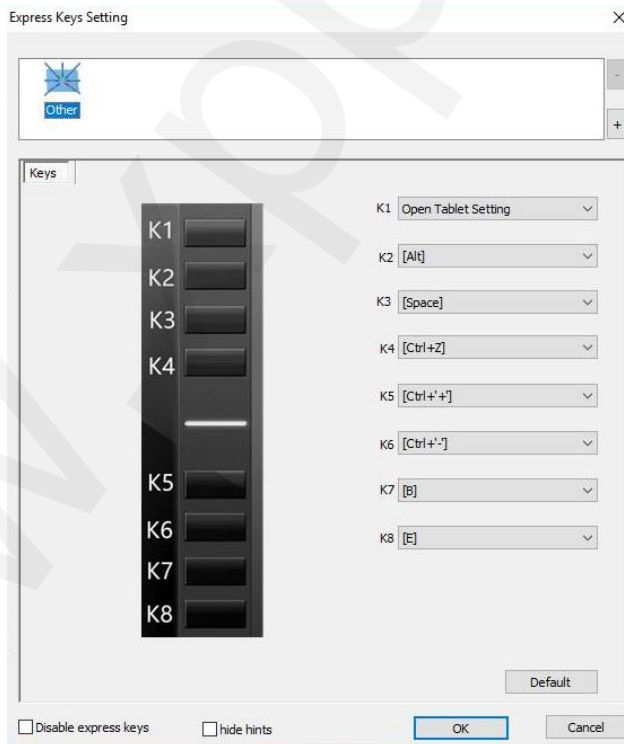 Express Keys Setting
Other
-
+
Keys
K1
K2
K3
K4
K5
K6
K7
K8
K1 Open Tablet Setting
K2 [Alt]
K3 [Space]
K4 [Ctrl+Z]
K5 [Ctrl+'+']
K6 [Ctrl+'-']
K7 [B]
K8 [E]
Default
Disable express keys
hide hints
OK
Cancel